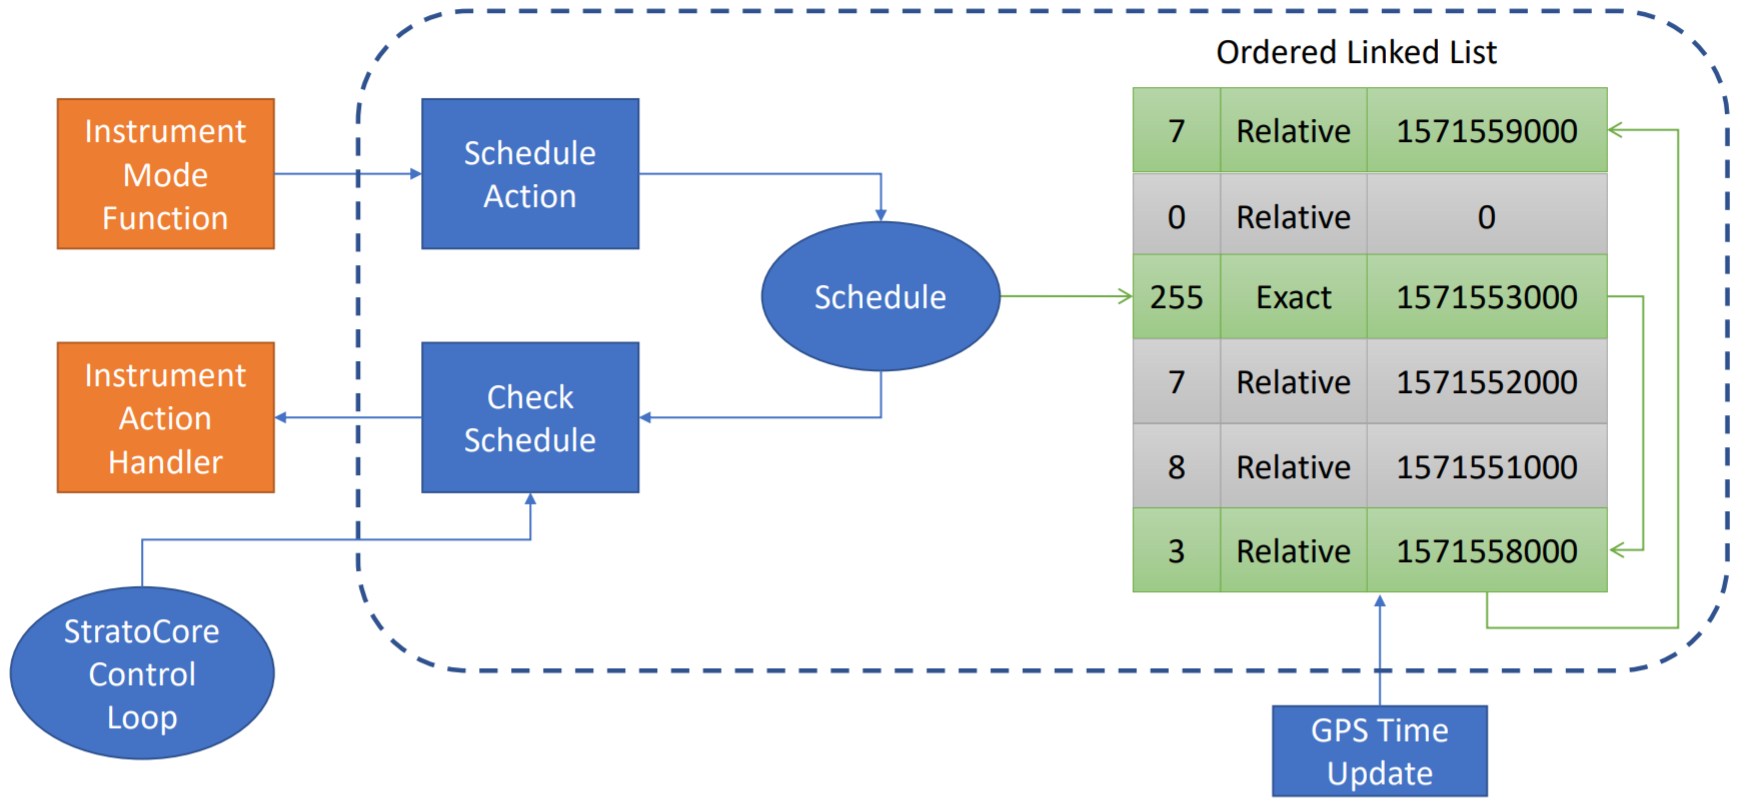 Ordered Linked List
Instrument
Mode
Function
Schedule
Action
Schedule
Instrument
Action
Handler
Check
Schedule
StratoCore
Control
Loop
7 Relative 1571559000
0 Relative 0
255 Exact 1571553000
7 Relative 1571552000
8 Relative 1571551000
3 Relative 1571558000
GPS Time
Update